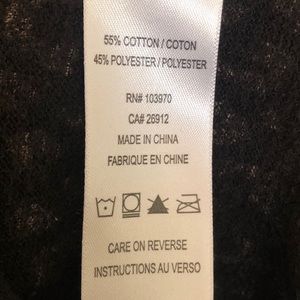 55% COTTON / COTON
45% POLYESTER / POLYESTER
RN# 103970
CA# 26912
MADE IN CHINA
FABRIQUE EN CHINE
CARE ON REVERSE
INSTRUCTIONS AU VERSO